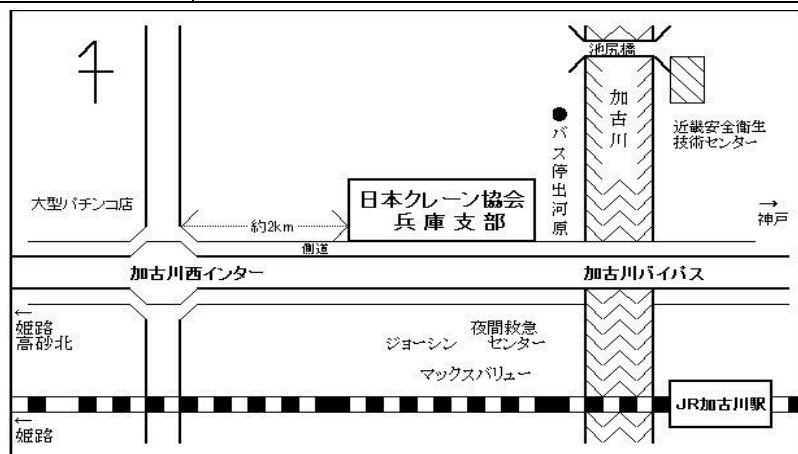 池尻橋
加古川
近畿安全衛生
技術センター
●バス停出河原
大型パチンコ店
日本クレーン協会
兵庫支部
約2km
→
神戸
側道
加古川西インター
加古川バイパス
←
姫路
高砂北
夜間救急
センター
ジョーシン
マックスバリュー
JR加古川駅
←
姫路